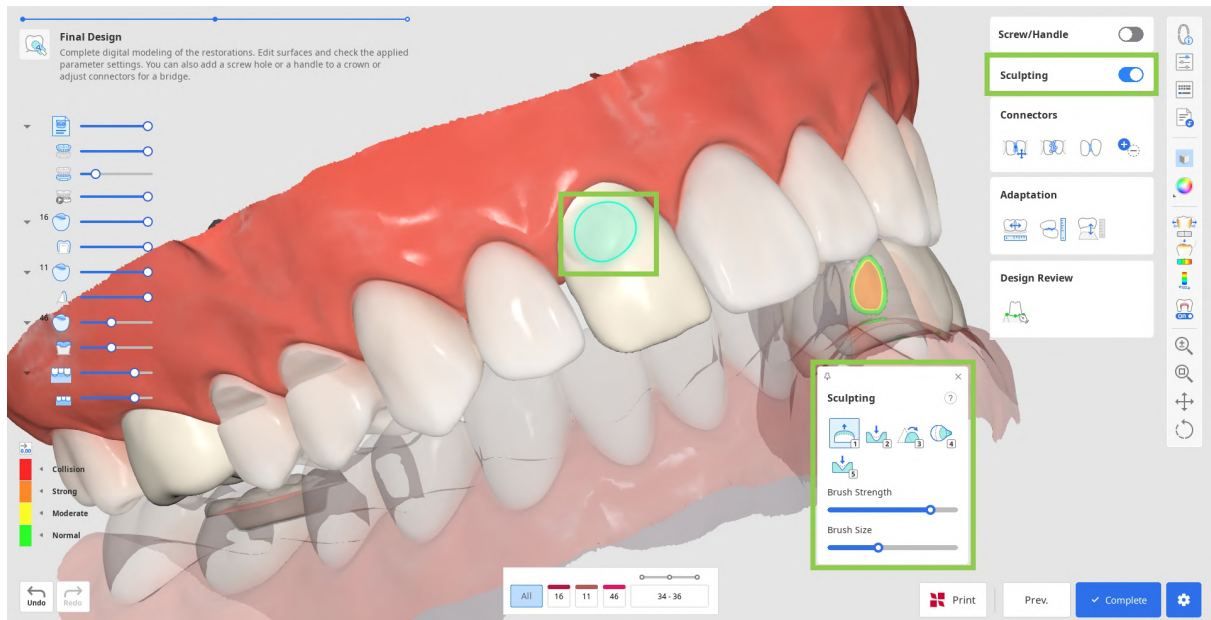 Final Design
Complete digital modeling of the restorations. Edit surfaces and check the applied
parameter settings. You can also add a screw hole or a handle to a crown or
adjust connectors for a bridge.
16
11
46
0.00
Collision
Strong
Moderate
Normal
Undo
Redo
All
16
11
46
34 - 36
Screw/Handle
Sculpting
Connectors
Adaptation
Design Review
Sculpting
?
1
2
3
4
5
Brush Strength
Brush Size
Print
Prev.
Complete
ON